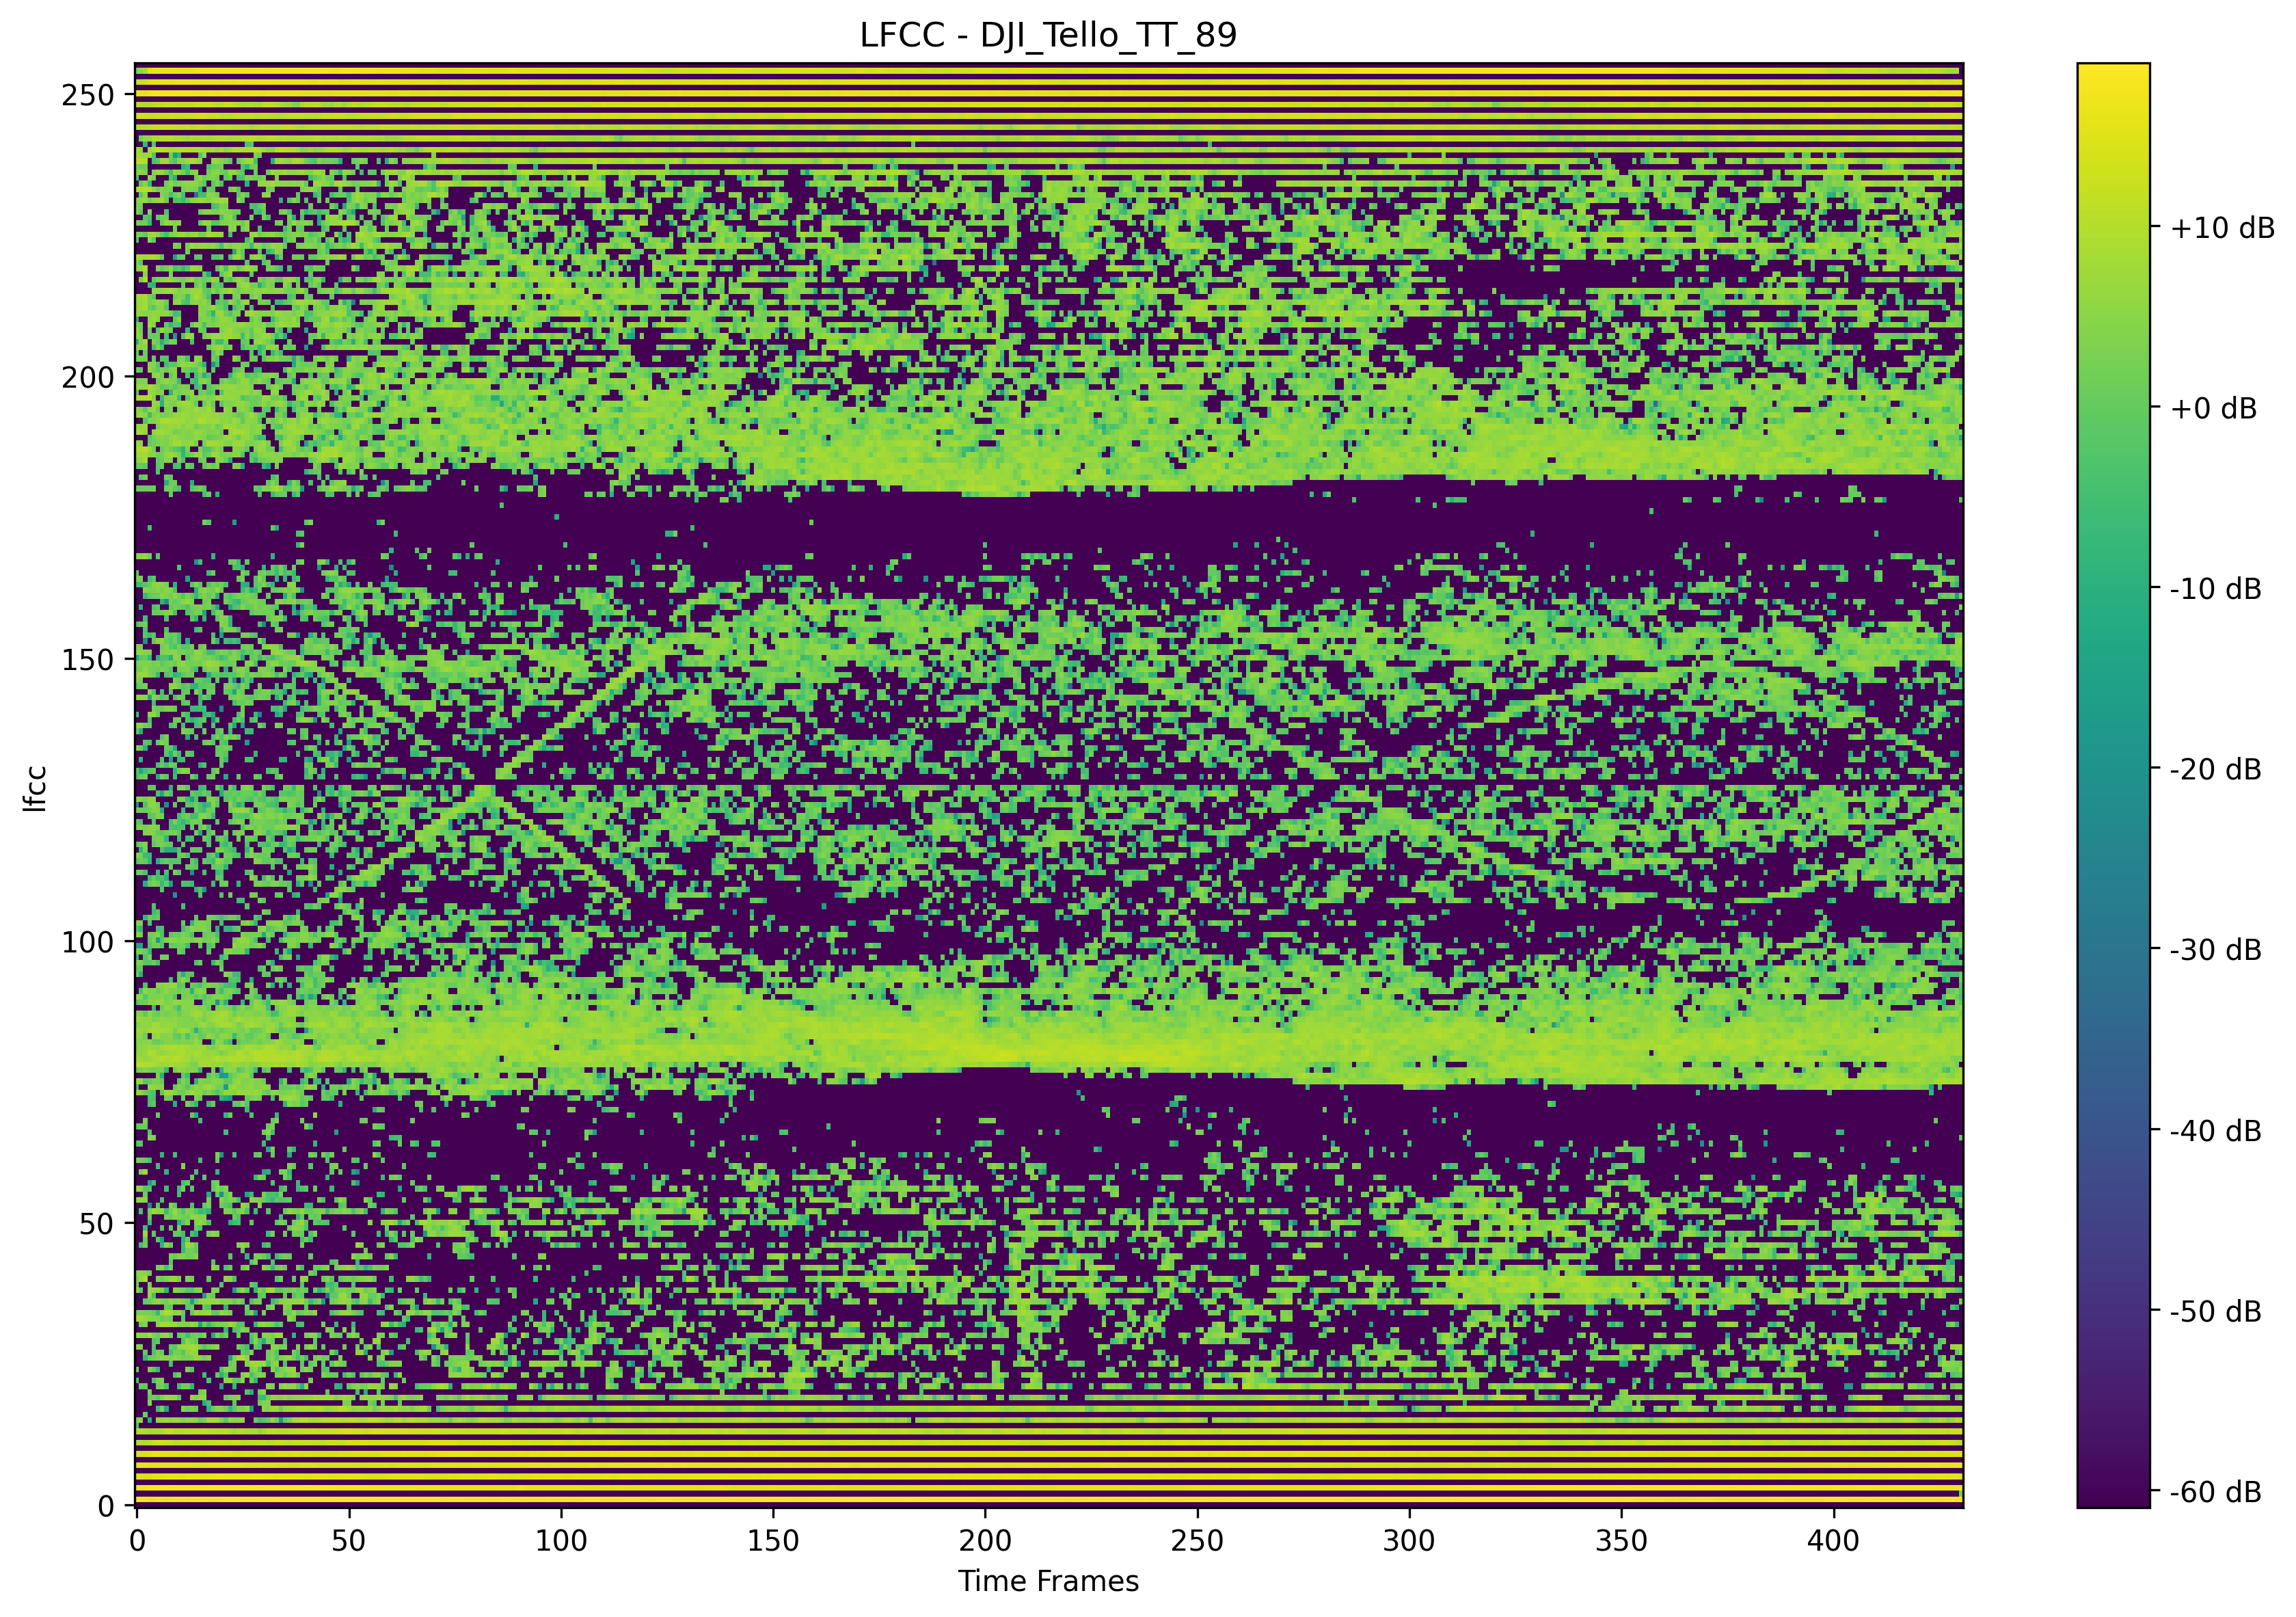 LFCC - DJI_Tello_TT_89
250
200
150
100
50
0
lfcc
0 50 100 150 200 250 300 350 400
Time Frames
+10 dB
+0 dB
-10 dB
-20 dB
-30 dB
-40 dB
-50 dB
-60 dB